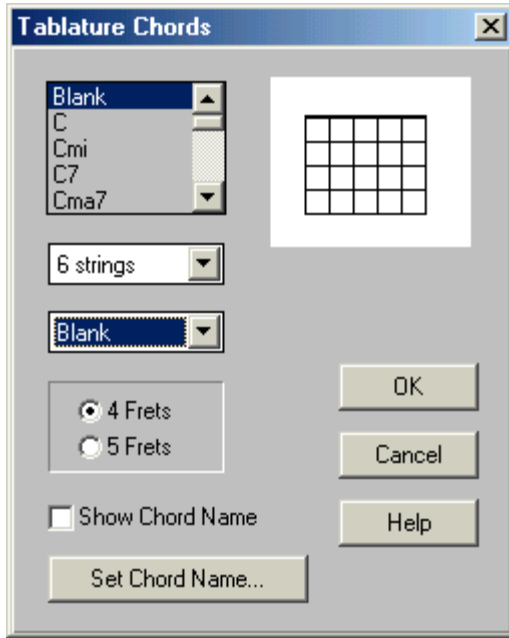 Tablature Chords
Blank
C
Cmi
C7
Cma7
6 strings
Blank
4 Frets
5 Frets
Show Chord Name
Set Chord Name...
OK
Cancel
Help